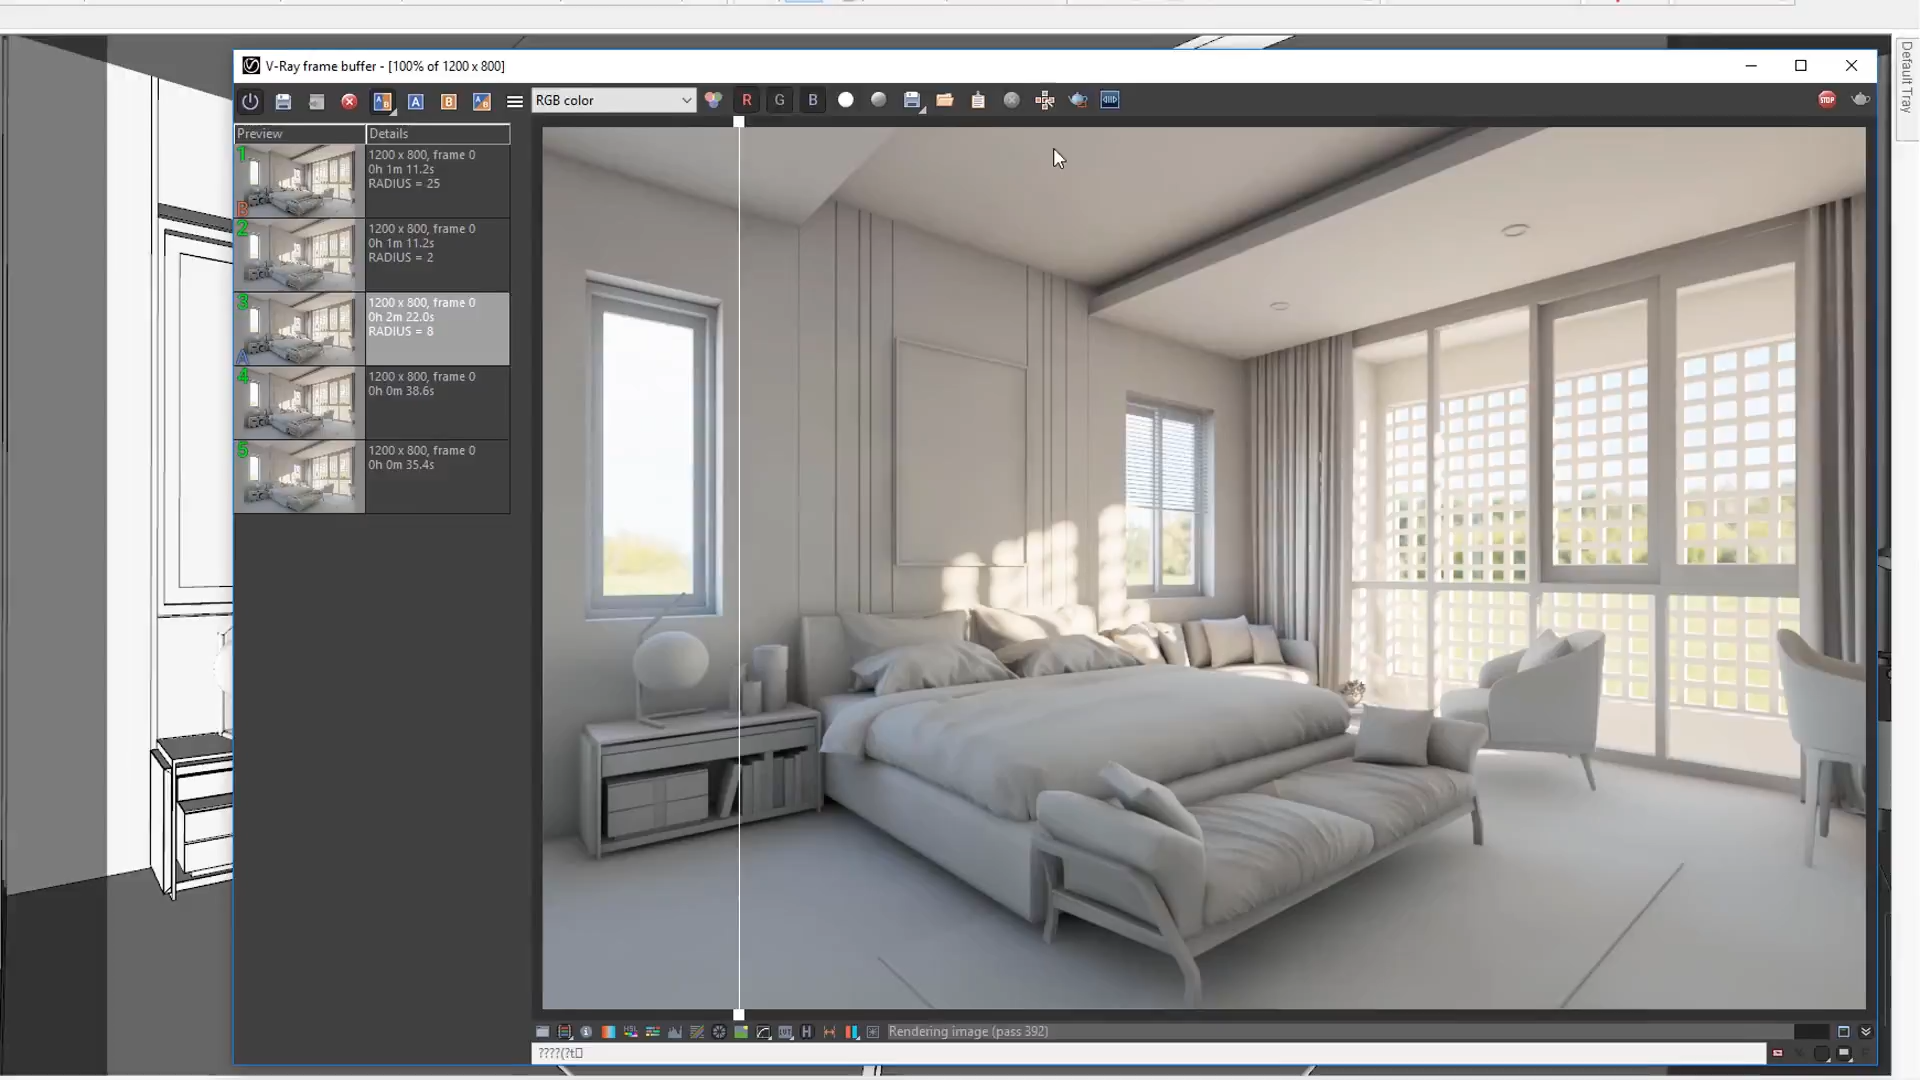 V-Ray frame buffer - [100% of 1200 x 800]
RGB color
R
G
B
STOP
Default Tray
Preview
Details
1
1200 x 800, frame 0
0h 1m 11.2s
RADIUS = 25
B
2
1200 x 800, frame 0
0h 1m 11.2s
RADIUS = 2
3
1200 x 800, frame 0
0h 2m 22.0s
RADIUS = 8
A
4
1200 x 800, frame 0
0h 0m 38.6s
5
1200 x 800, frame 0
0h 0m 35.4s
Rendering image (pass 392)
????(?t